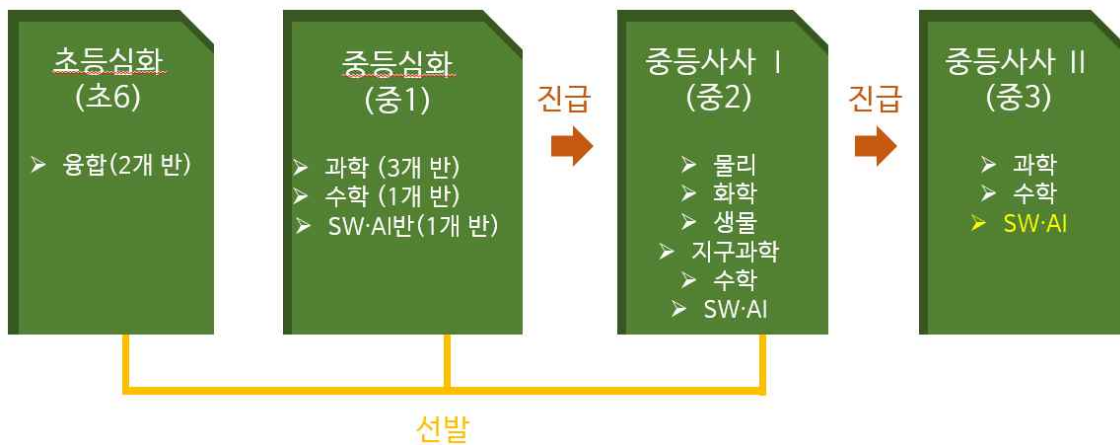 초등심화
(초6)
➢ 융합(2개 반)
중등심화
(중1)
➢ 과학 (3개 반)
➢ 수학 (1개 반)
➢ SW·AI반(1개 반)
진급
중등사사 Ⅰ
(중2)
➢ 물리
➢ 화학
➢ 생물
➢ 지구과학
➢ 수학
➢ SW·AI
진급
중등사사 Ⅱ
(중3)
➢ 과학
➢ 수학
➢ SW·AI
선발